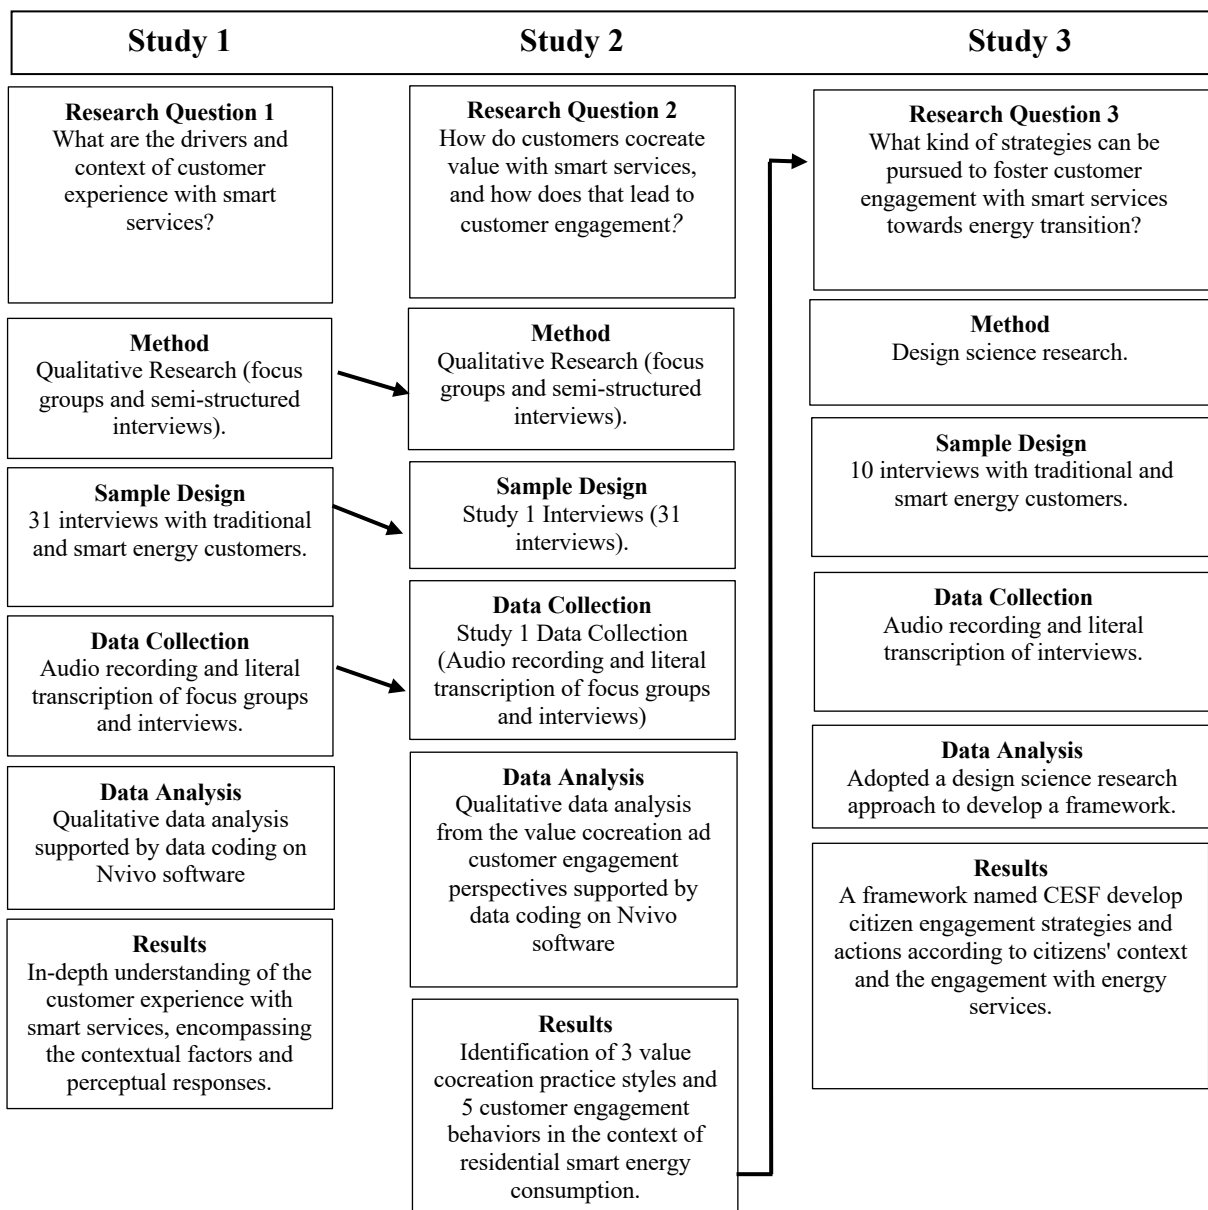 Study 1
Study 2
Study 3
Research Question 1
What are the drivers and
context of customer
experience with smart
services?
Method
Qualitative Research (focus
groups and semi-structured
interviews).
Sample Design
31 interviews with traditional
and smart energy customers.
Data Collection
Audio recording and literal
transcription of focus groups
and interviews.
Data Analysis
Qualitative data analysis
supported by data coding on
Nvivo software
Results
In-depth understanding of the
customer experience with
smart services, encompassing
the contextual factors and
perceptual responses.
Research Question 2
How do customers cocreate
value with smart services,
and how does that lead to
customer engagement?
Method
Qualitative Research (focus
groups and semi-structured
interviews).
Sample Design
Study 1 Interviews (31
interviews).
Data Collection
Study 1 Data Collection
(Audio recording and literal
transcription of focus groups
and interviews)
Data Analysis
Qualitative data analysis
from the value cocreation ad
customer engagement
perspectives supported by
data coding on Nvivo
software
Results
Identification of 3 value
cocreation practice styles and
5 customer engagement
behaviors in the context of
residential smart energy
consumption.
Research Question 3
What kind of strategies can be
pursued to foster customer
engagement with smart services
towards energy transition?
Method
Design science research.
Sample Design
10 interviews with traditional and
smart energy customers.
Data Collection
Audio recording and literal
transcription of interviews.
Data Analysis
Adopted a design science research
approach to develop a framework.
Results
A framework named CESF develop
citizen engagement strategies and
actions according to citizens' context
and the engagement with energy
services.